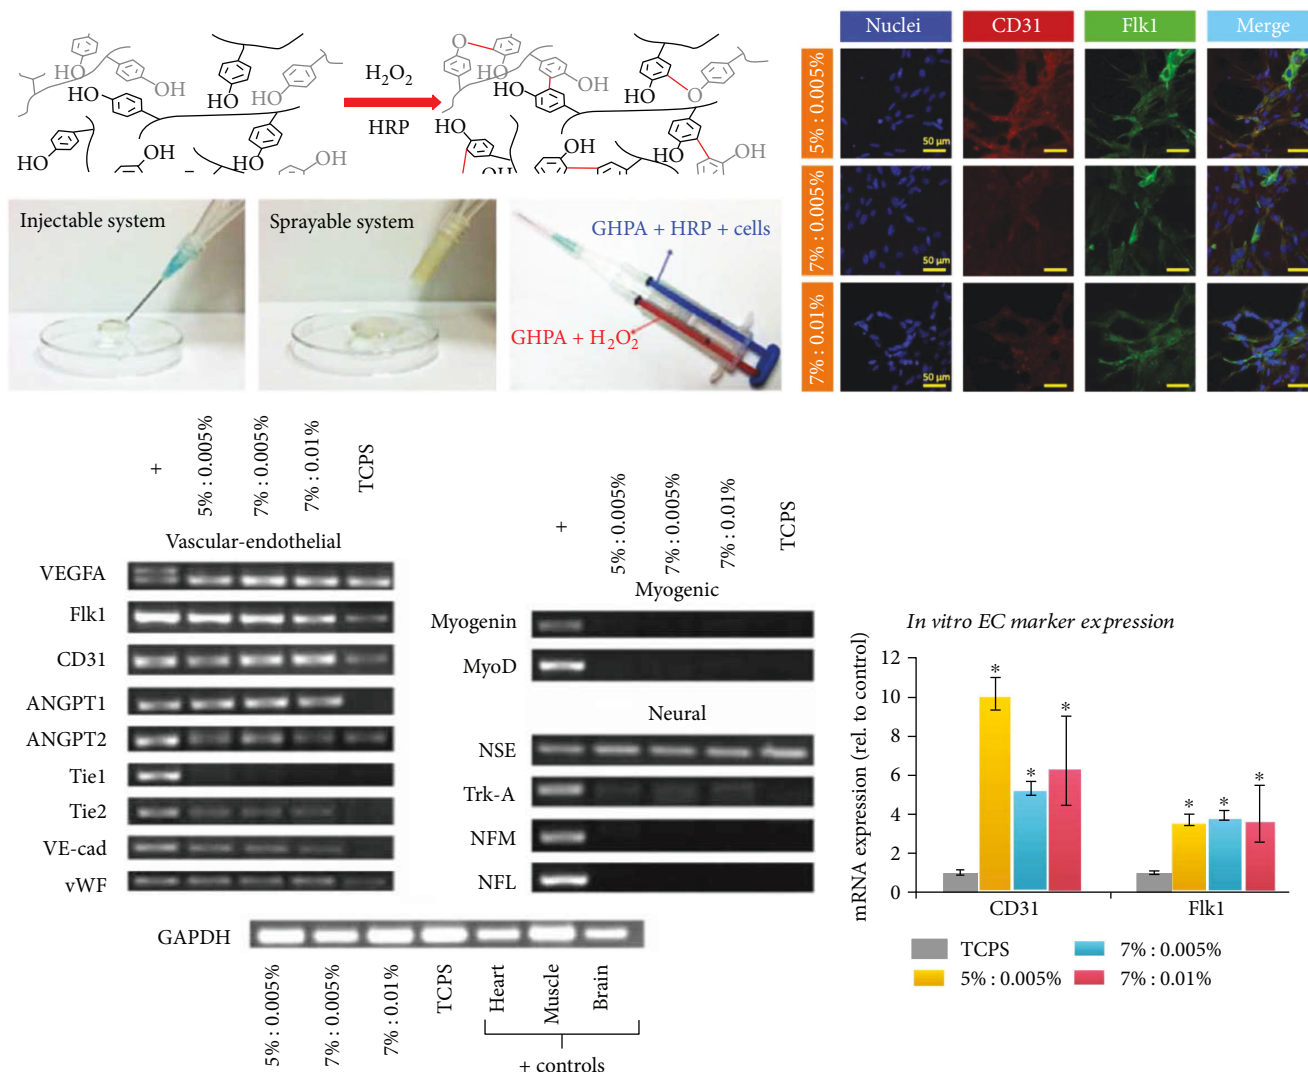 OH
HO
HO
HO
OH
HO
HO
OH
OH
H₂O₂
HRP
O
OH
HO
OH
HO
O
HO
HO
OH
OH
OH
Nuclei
CD31
Flk1
Merge
5% : 0.005%
50 µm
7% : 0.005%
50 µm
7% : 0.01%
50 µm
Injectable system
Sprayable system
GHPA + HRP + cells
GHPA + H₂O₂
+
5% : 0.005%
7% : 0.005%
7% : 0.01%
TCPS
Vascular-endothelial
VEGFA
Flk1
CD31
ANGPT1
ANGPT2
Tie1
Tie2
VE-cad
vWF
+
5% : 0.005%
7% : 0.005%
7% : 0.01%
TCPS
Myogenic
Myogenin
MyoD
Neural
NSE
Trk-A
NFM
NFL
GAPDH
5% : 0.005%
7% : 0.005%
7% : 0.01%
TCPS
Heart
Muscle
Brain
+ controls
In vitro EC marker expression
mRNA expression (rel. to control)
12
10
8
6
4
2
0
*
*
*
*
*
*
CD31
Flk1
TCPS
7% : 0.005%
5% : 0.005%
7% : 0.01%